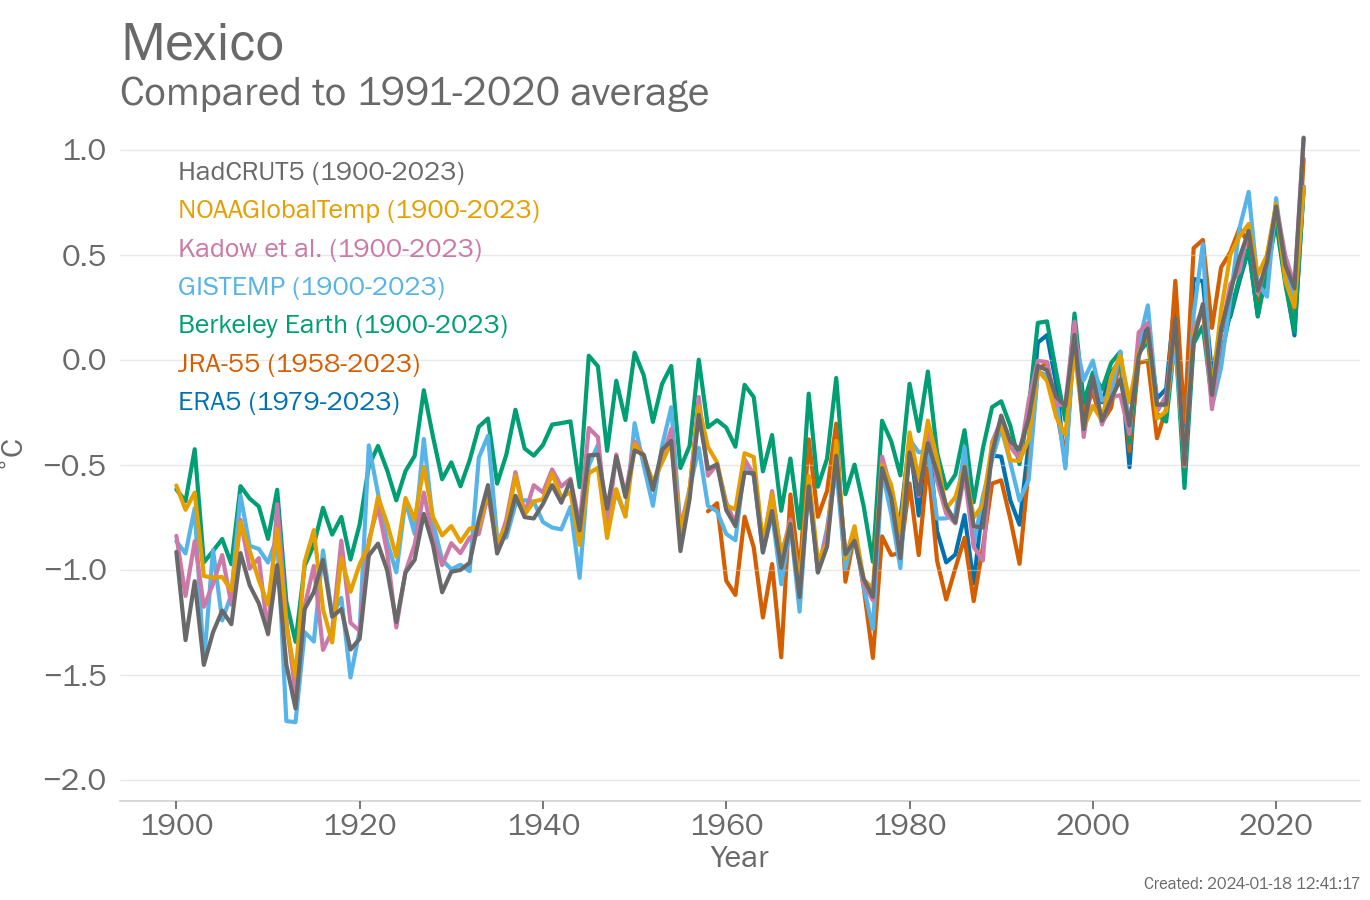 Mexico
Compared to 1991-2020 average
HadCRUT5 (1900-2023)
NOAAGlobalTemp (1900-2023)
Kadow et al. (1900-2023)
GISTEMP (1900-2023)
Berkeley Earth (1900-2023)
JRA-55 (1958-2023)
ERA5 (1979-2023)
1.0
0.5
0.0
−0.5
−1.0
−1.5
−2.0
°C
1900 1920 1940 1960 1980 2000 2020
Year
Created: 2024-01-18 12:41:17